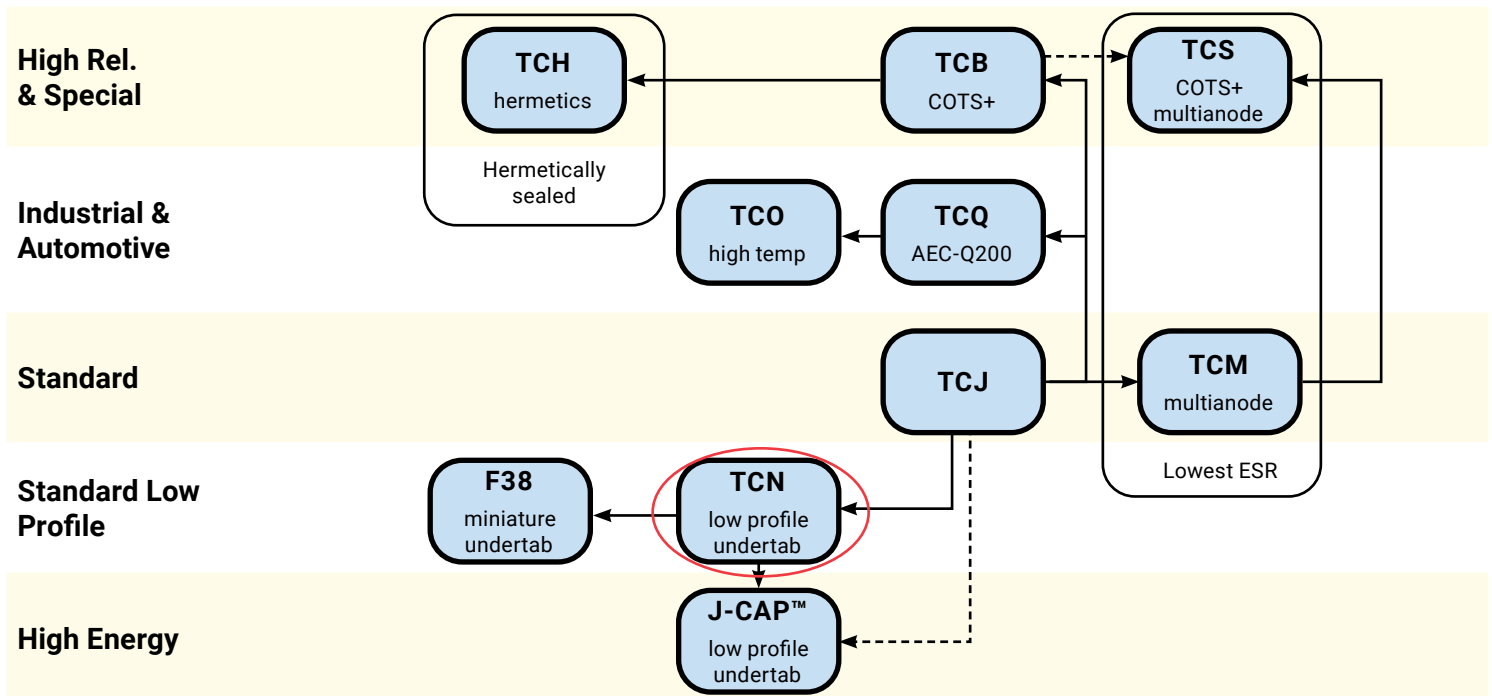 High Rel.
& Special
TCH
hermetics
TCB
COTS+
TCS
COTS+
multianode
Hermetically
sealed
Industrial &
Automotive
TCO
high temp
TCQ
AEC-Q200
Standard
TCJ
TCM
multianode
Lowest ESR
Standard Low
Profile
F38
miniature
undertab
TCN
low profile
undertab
High Energy
J-CAP™
low profile
undertab